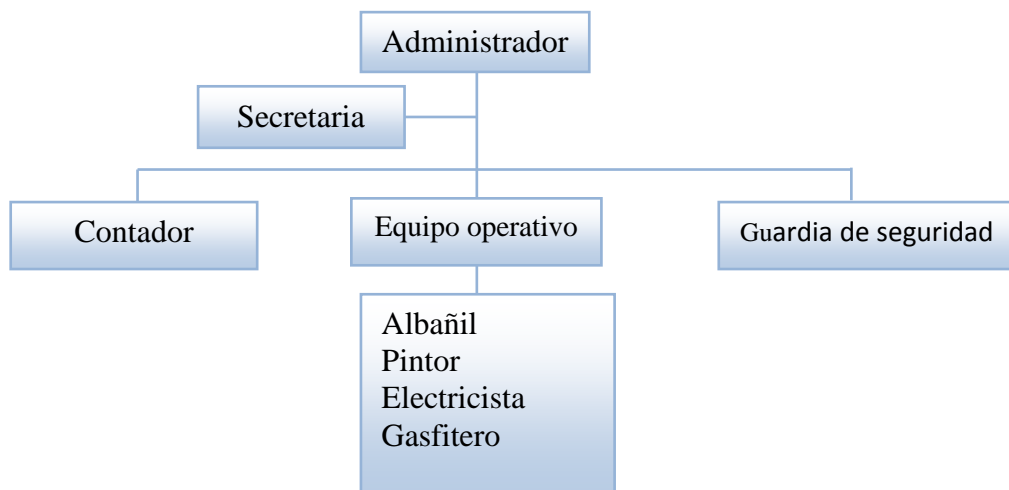 Administrador
Secretaria
Contador
Equipo operativo
Guardia de seguridad
Albañil
Pintor
Electricista
Gasfitero